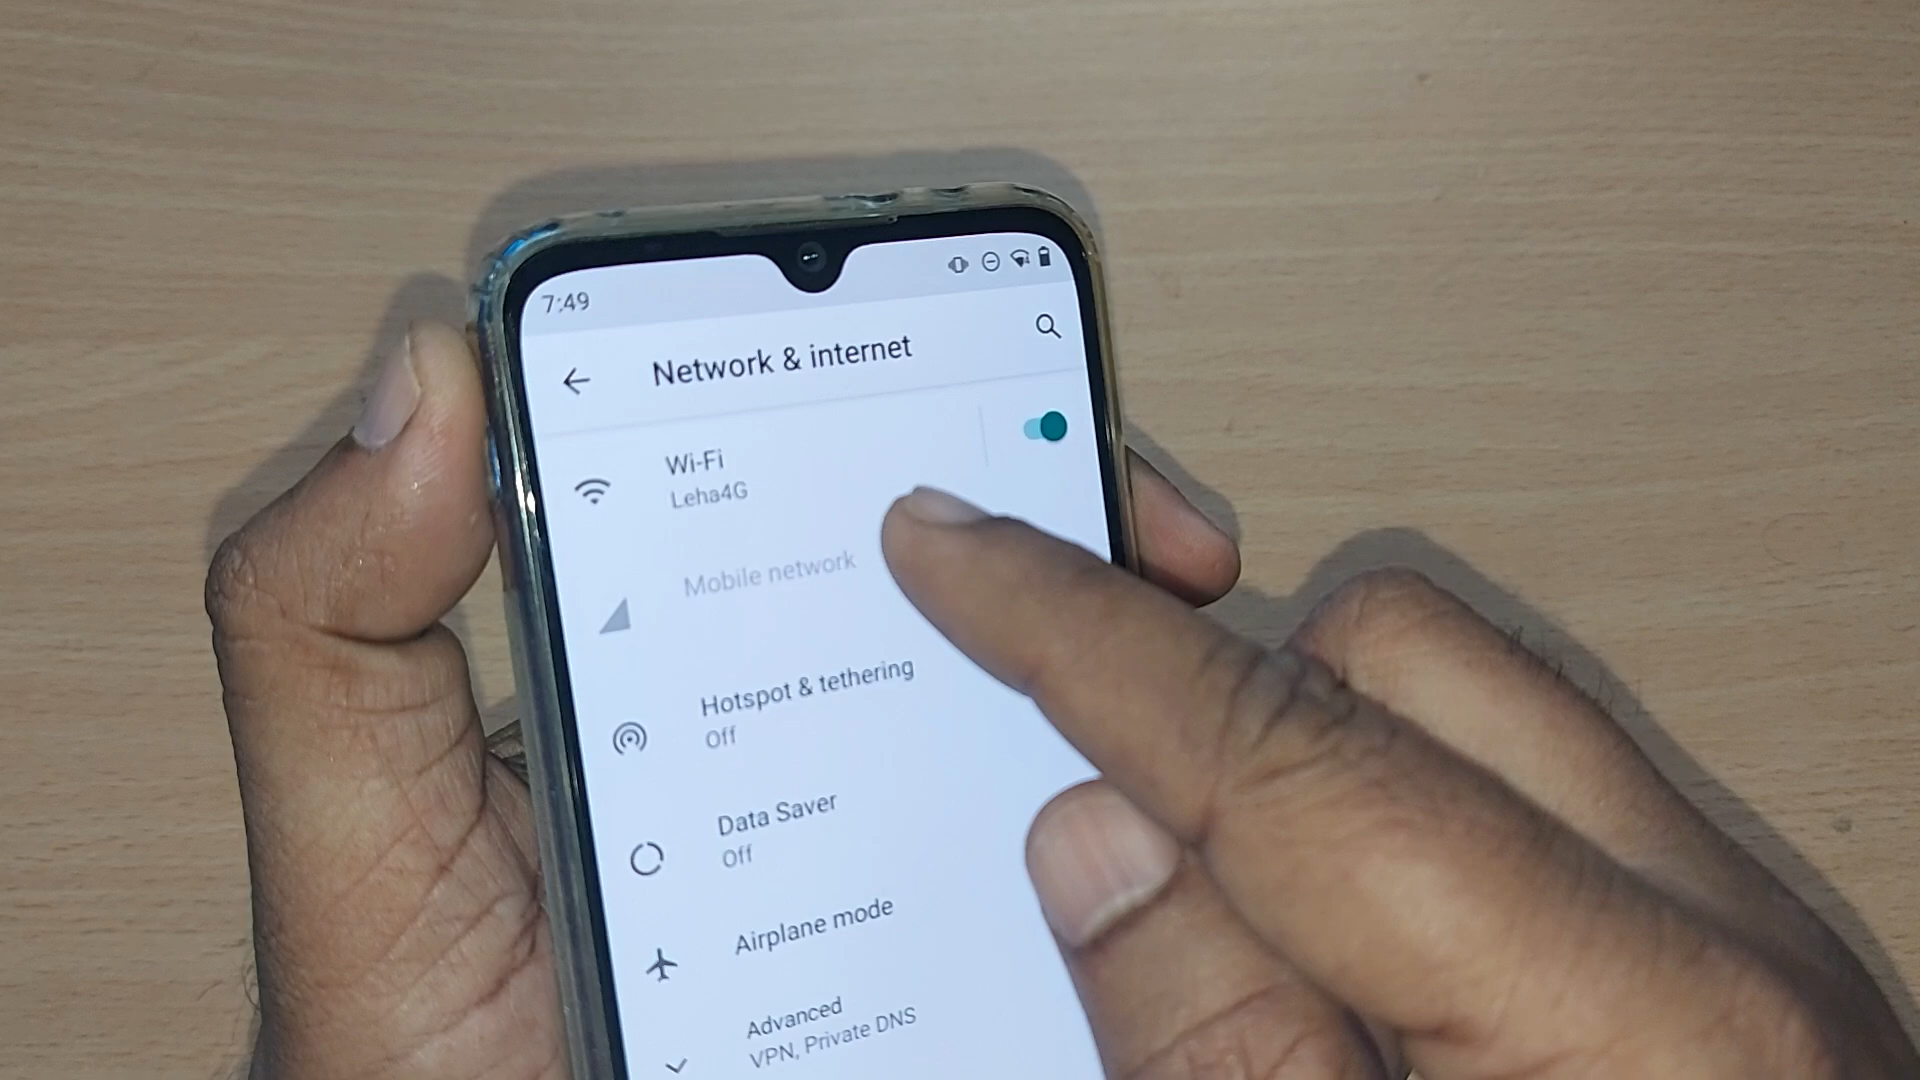 7:49
Network & internet
Wi-Fi
Leha4G
Mobile network
Hotspot & tethering
Off
Data Saver
Off
Airplane mode
Advanced
VPN, Private DNS